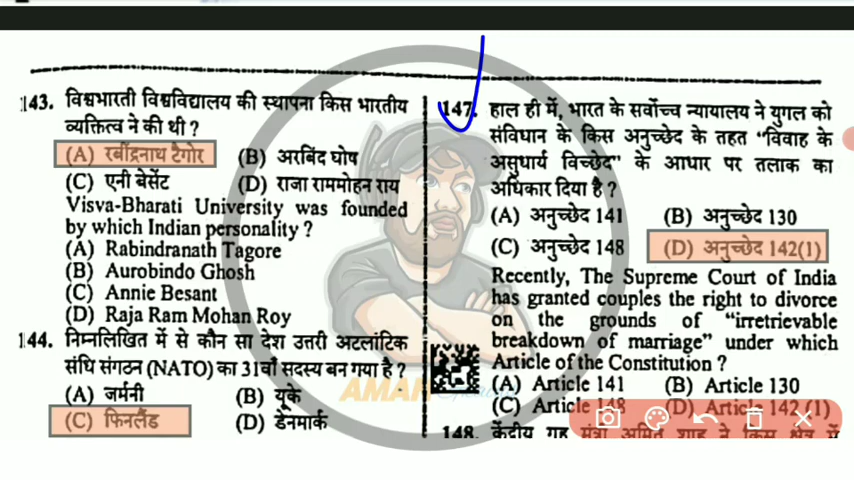 143. विश्वभारती विश्वविद्यालय की स्थापना किस भारतीय
व्यक्तित्व ने की थी ?
(A) रबींद्रनाथ टैगोर (B) अरबिंद घोष
(C) एनी बेसेंट (D) राजा राममोहन राय
Visva-Bharati University was founded
by which Indian personality ?
(A) Rabindranath Tagore
(B) Aurobindo Ghosh
(C) Annie Besant
(D) Raja Ram Mohan Roy
144. निम्नलिखित में से कौन सा देश उत्तरी अटलांटिक
संधि संगठन (NATO) का 31वाँ सदस्य बन गया है ?
(A) जर्मनी (B) यूके
(C) फिनलैंड (D) डेनमार्क
147. हाल ही में, भारत के सर्वोच्च न्यायालय ने युगल को
संविधान के किस अनुच्छेद के तहत “विवाह के
असुधार्य विच्छेद” के आधार पर तलाक का
अधिकार दिया है ?
(A) अनुच्छेद 141 (B) अनुच्छेद 130
(C) अनुच्छेद 148 (D) अनुच्छेद 142(1)
Recently, The Supreme Court of India
has granted couples the right to divorce
on the grounds of “irretrievable
breakdown of marriage” under which
Article of the Constitution ?
(A) Article 141 (B) Article 130
(C) Article 148 (D) Article 142 (1)
148. केंद्रीय गृह मंत्री अमित शाह ने किस क्षेत्र में
AMAN